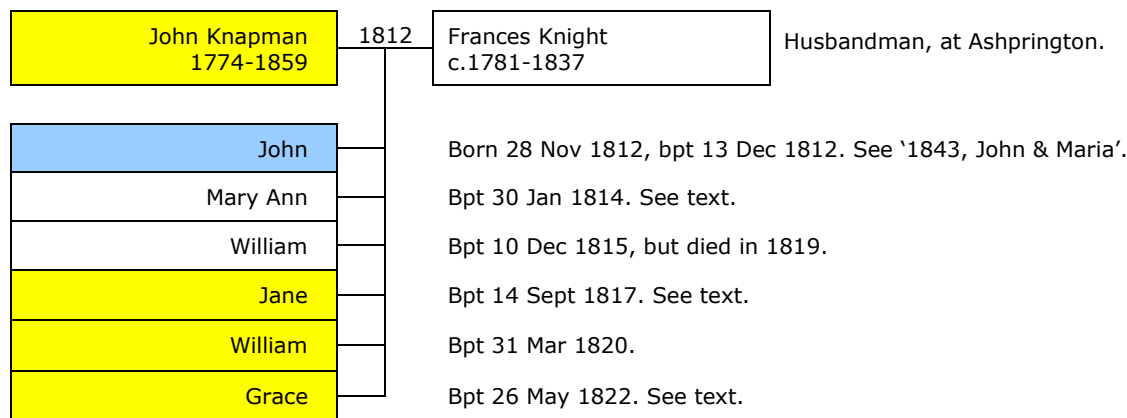 John Knapman
1774-1859
1812
Frances Knight
c.1781-1837
Husbandman, at Ashprington.
John
Born 28 Nov 1812, bpt 13 Dec 1812. See ‘1843, John & Maria’.
Mary Ann
Bpt 30 Jan 1814. See text.
William
Bpt 10 Dec 1815, but died in 1819.
Jane
Bpt 14 Sept 1817. See text.
William
Bpt 31 Mar 1820.
Grace
Bpt 26 May 1822. See text.